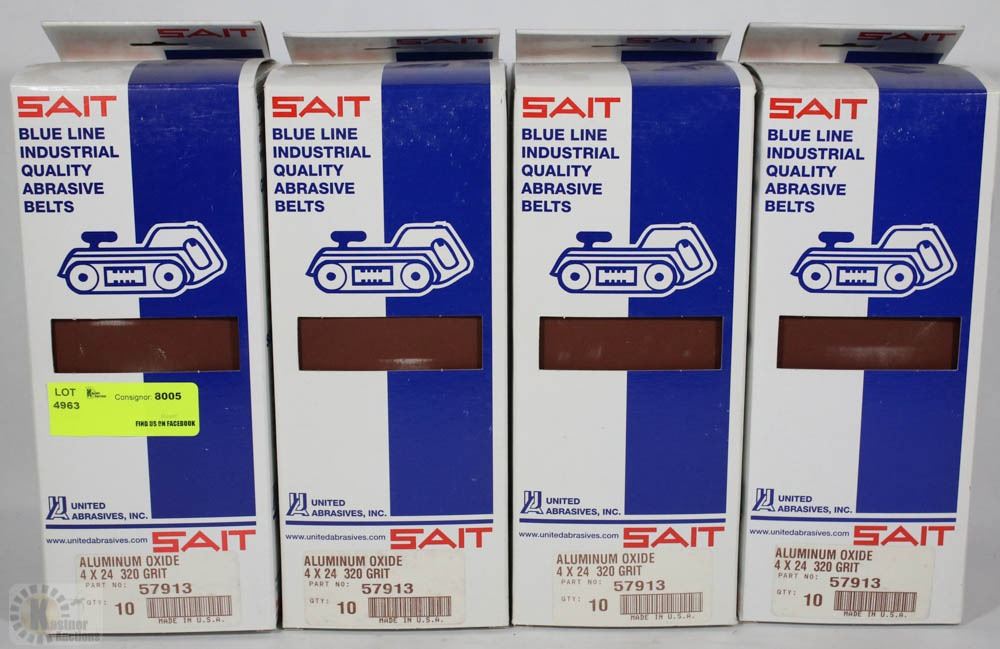 SAIT
BLUE LINE
INDUSTRIAL
QUALITY
ABRASIVE
BELTS
LOT
4963
Consignor: 8005
FIND US ON FACEBOOK
UNITED
ABRASIVES, INC.
www.unitedabrasives.com
SAIT
ALUMINUM OXIDE
4 X 24 320 GRIT
PART NO: 57913
QTY: 10
MADE IN U.S.A.
SAIT
BLUE LINE
INDUSTRIAL
QUALITY
ABRASIVE
BELTS
UNITED
ABRASIVES, INC.
www.unitedabrasives.com
SAIT
ALUMINUM OXIDE
4 X 24 320 GRIT
PART NO: 57913
QTY: 10
MADE IN U.S.A.
SAIT
BLUE LINE
INDUSTRIAL
QUALITY
ABRASIVE
BELTS
UNITED
ABRASIVES, INC.
www.unitedabrasives.com
SAIT
ALUMINUM OXIDE
4 X 24 320 GRIT
PART NO: 57913
QTY: 10
MADE IN U.S.A.
SAIT
BLUE LINE
INDUSTRIAL
QUALITY
ABRASIVE
BELTS
UNITED
ABRASIVES, INC.
www.unitedabrasives.com
SAIT
ALUMINUM OXIDE
4 X 24 320 GRIT
PART NO: 57913
QTY: 10
MADE IN U.S.A.
Kastner
Auctions